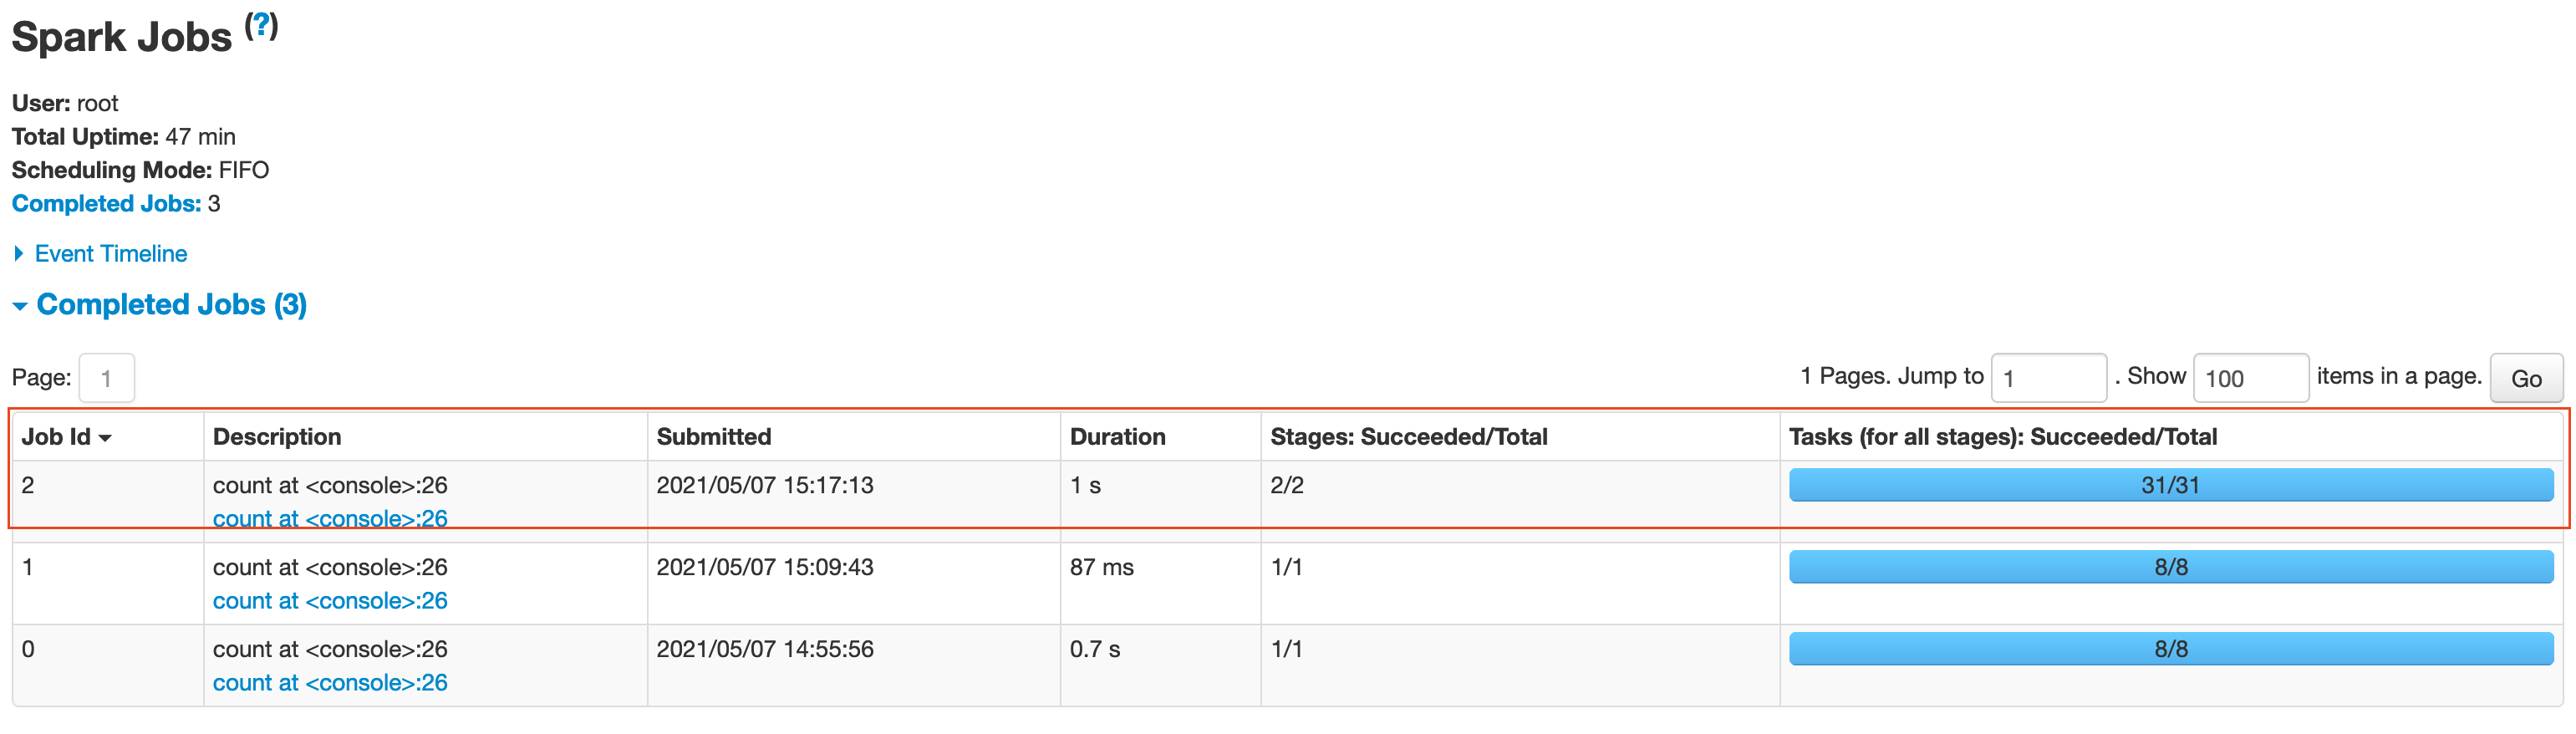 Spark Jobs (?)
User: root
Total Uptime: 47 min
Scheduling Mode: FIFO
Completed Jobs: 3
Event Timeline
Completed Jobs (3)
Page: 1 1 Pages. Jump to 1 . Show 100 items in a page. Go
Job Id Description Submitted Duration Stages: Succeeded/Total Tasks (for all stages): Succeeded/Total
2 count at <console>:26 2021/05/07 15:17:13 1 s 2/2 31/31
count at <console>:26
1 count at <console>:26 2021/05/07 15:09:43 87 ms 1/1 8/8
count at <console>:26
0 count at <console>:26 2021/05/07 14:55:56 0.7 s 1/1 8/8
count at <console>:26